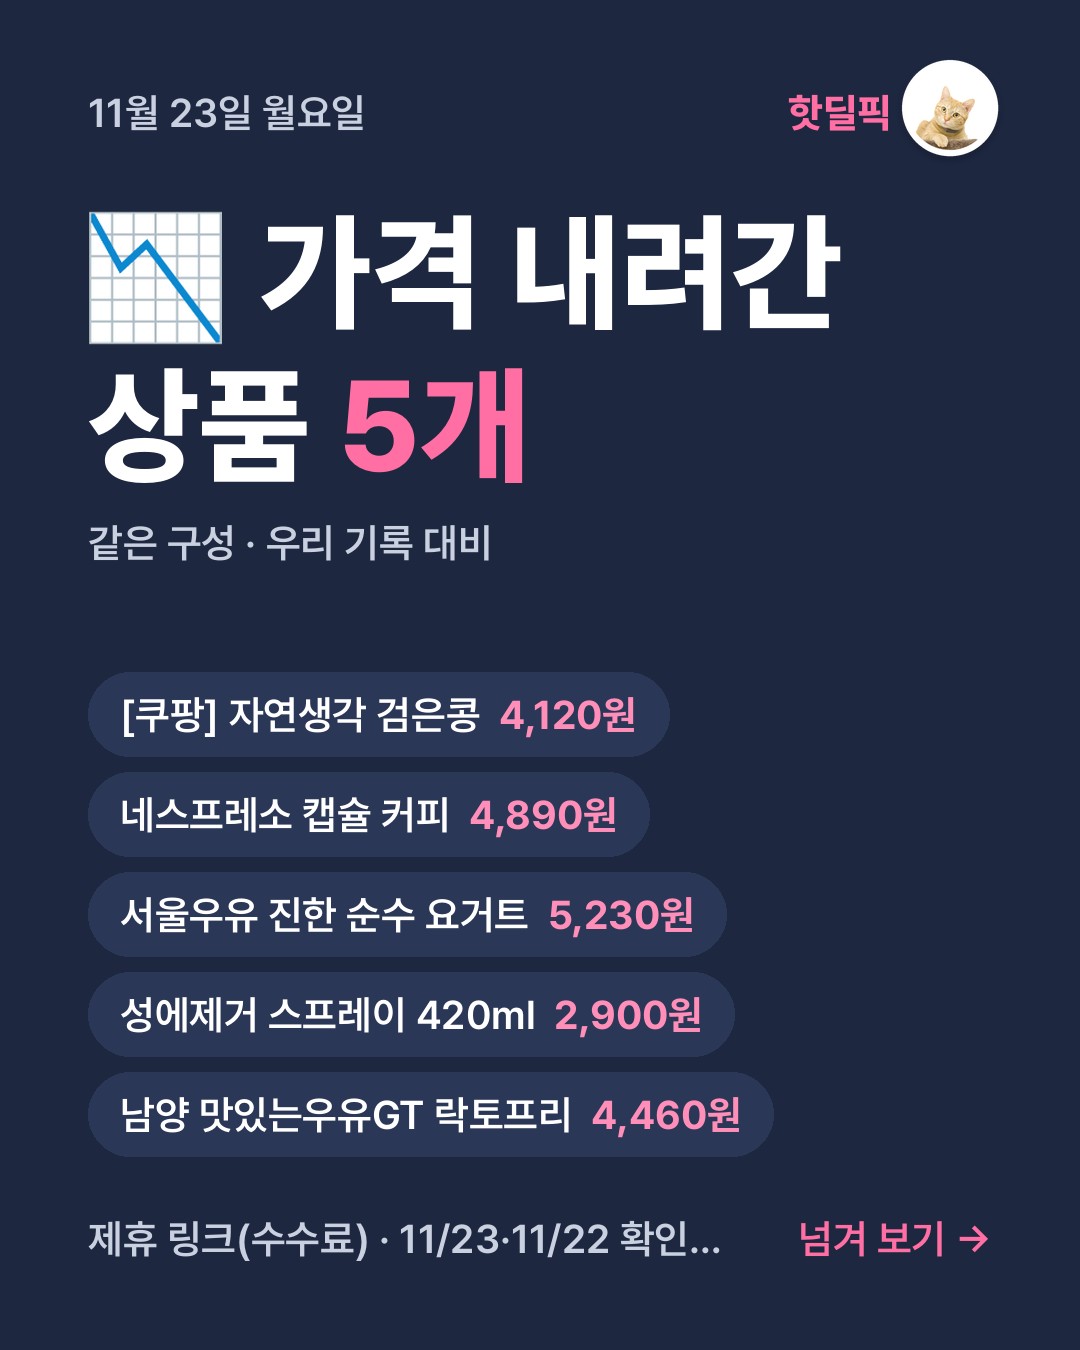 11월 23일 월요일
핫딜픽
📉 가격 내려간
상품 5개
같은 구성 · 우리 기록 대비
[쿠팡] 자연생각 검은콩 4,120원
네스프레소 캡슐 커피 4,890원
서울우유 진한 순수 요거트 5,230원
성에제거 스프레이 420ml 2,900원
남양 맛있는우유GT 락토프리 4,460원
제휴 링크(수수료) · 11/23·11/22 확인...
넘겨 보기 →